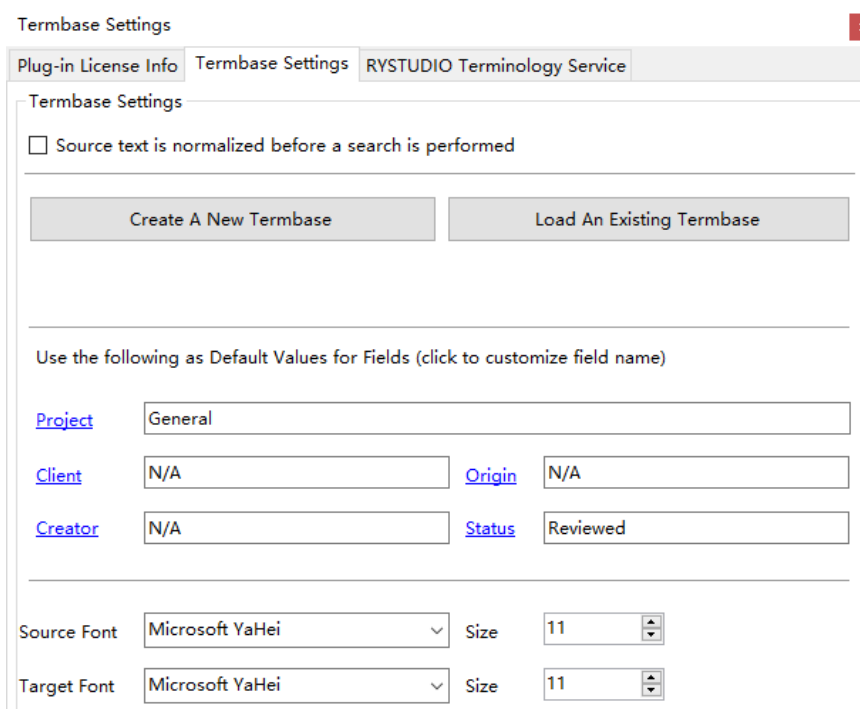 Termbase Settings
Plug-in License Info Termbase Settings RYSTUDIO Terminology Service
Termbase Settings
Source text is normalized before a search is performed
Create A New Termbase Load An Existing Termbase
Use the following as Default Values for Fields (click to customize field name)
Project General
Client N/A Origin N/A
Creator N/A Status Reviewed
Source Font Microsoft YaHei Size 11
Target Font Microsoft YaHei Size 11